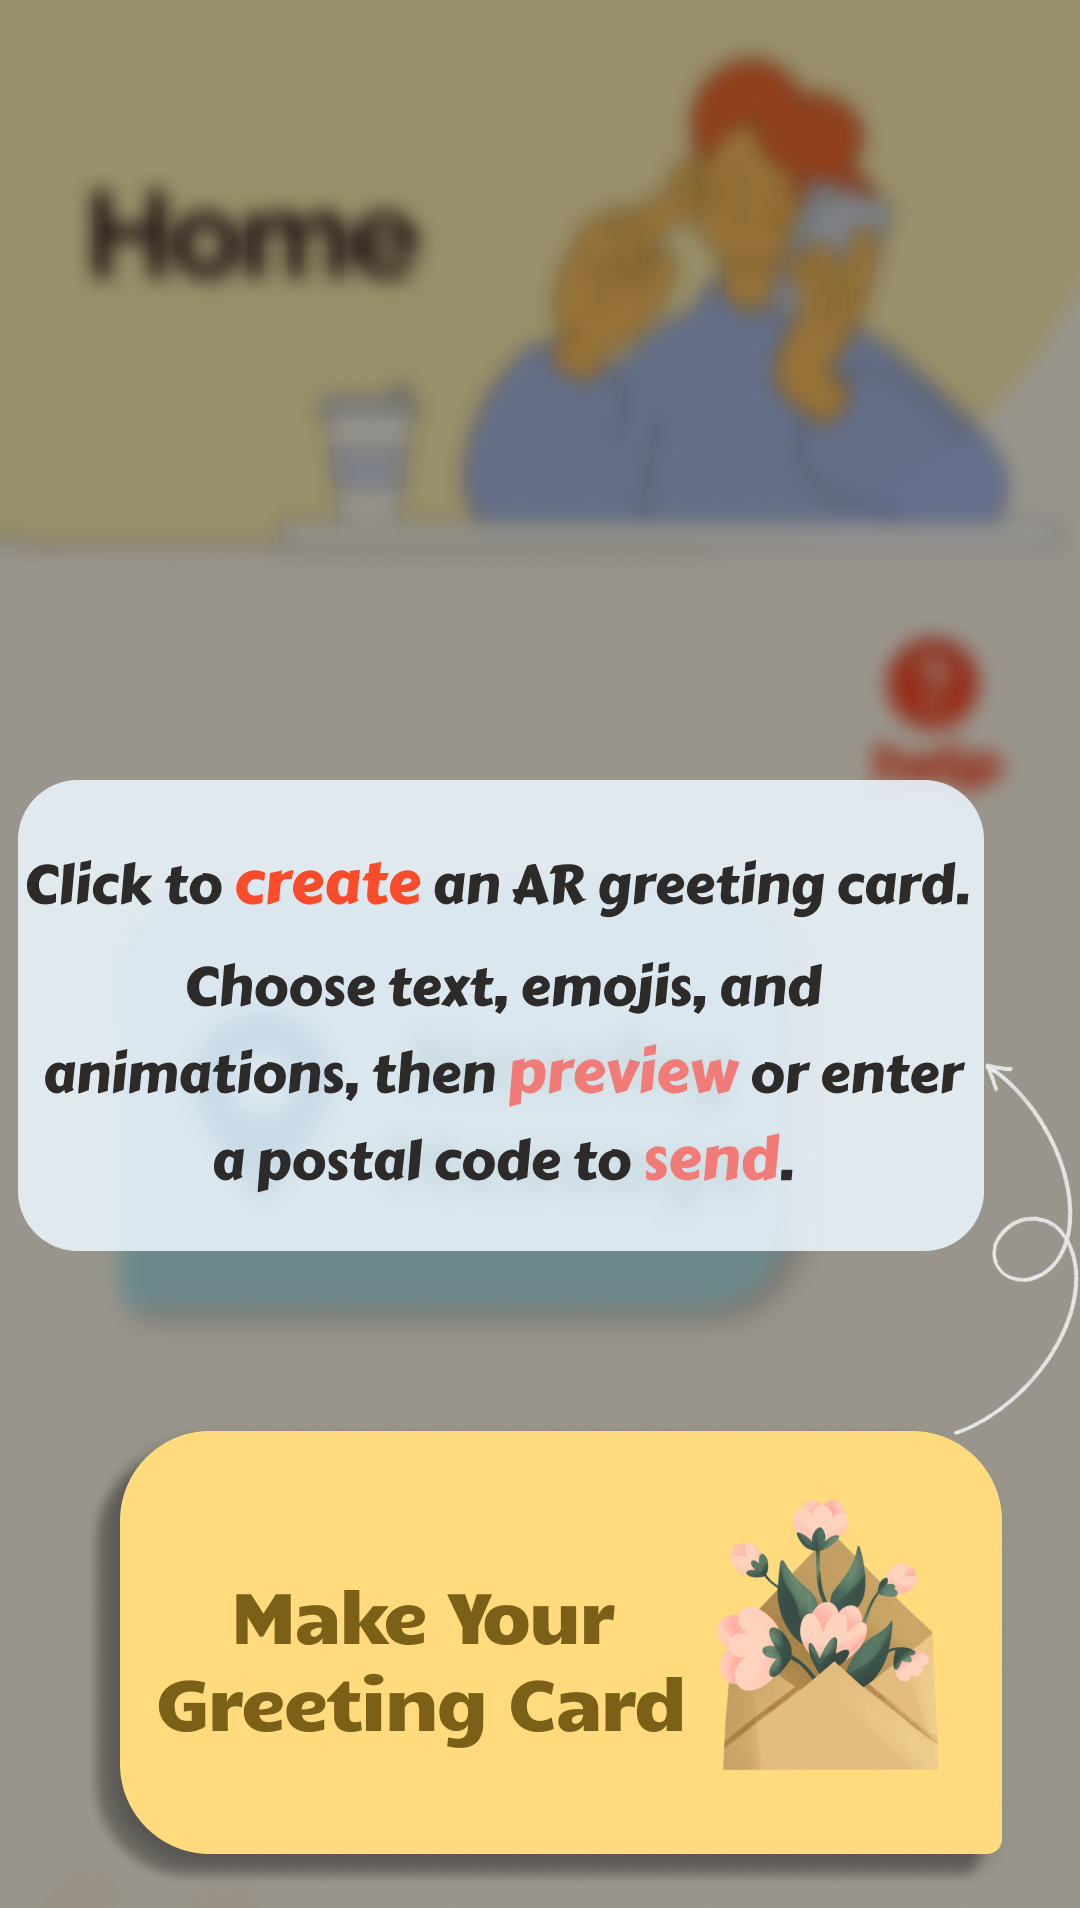 Home
Click to create an AR greeting card.
Choose text, emojis, and
animations, then preview or enter
a postal code to send.
Make Your
Greeting Card